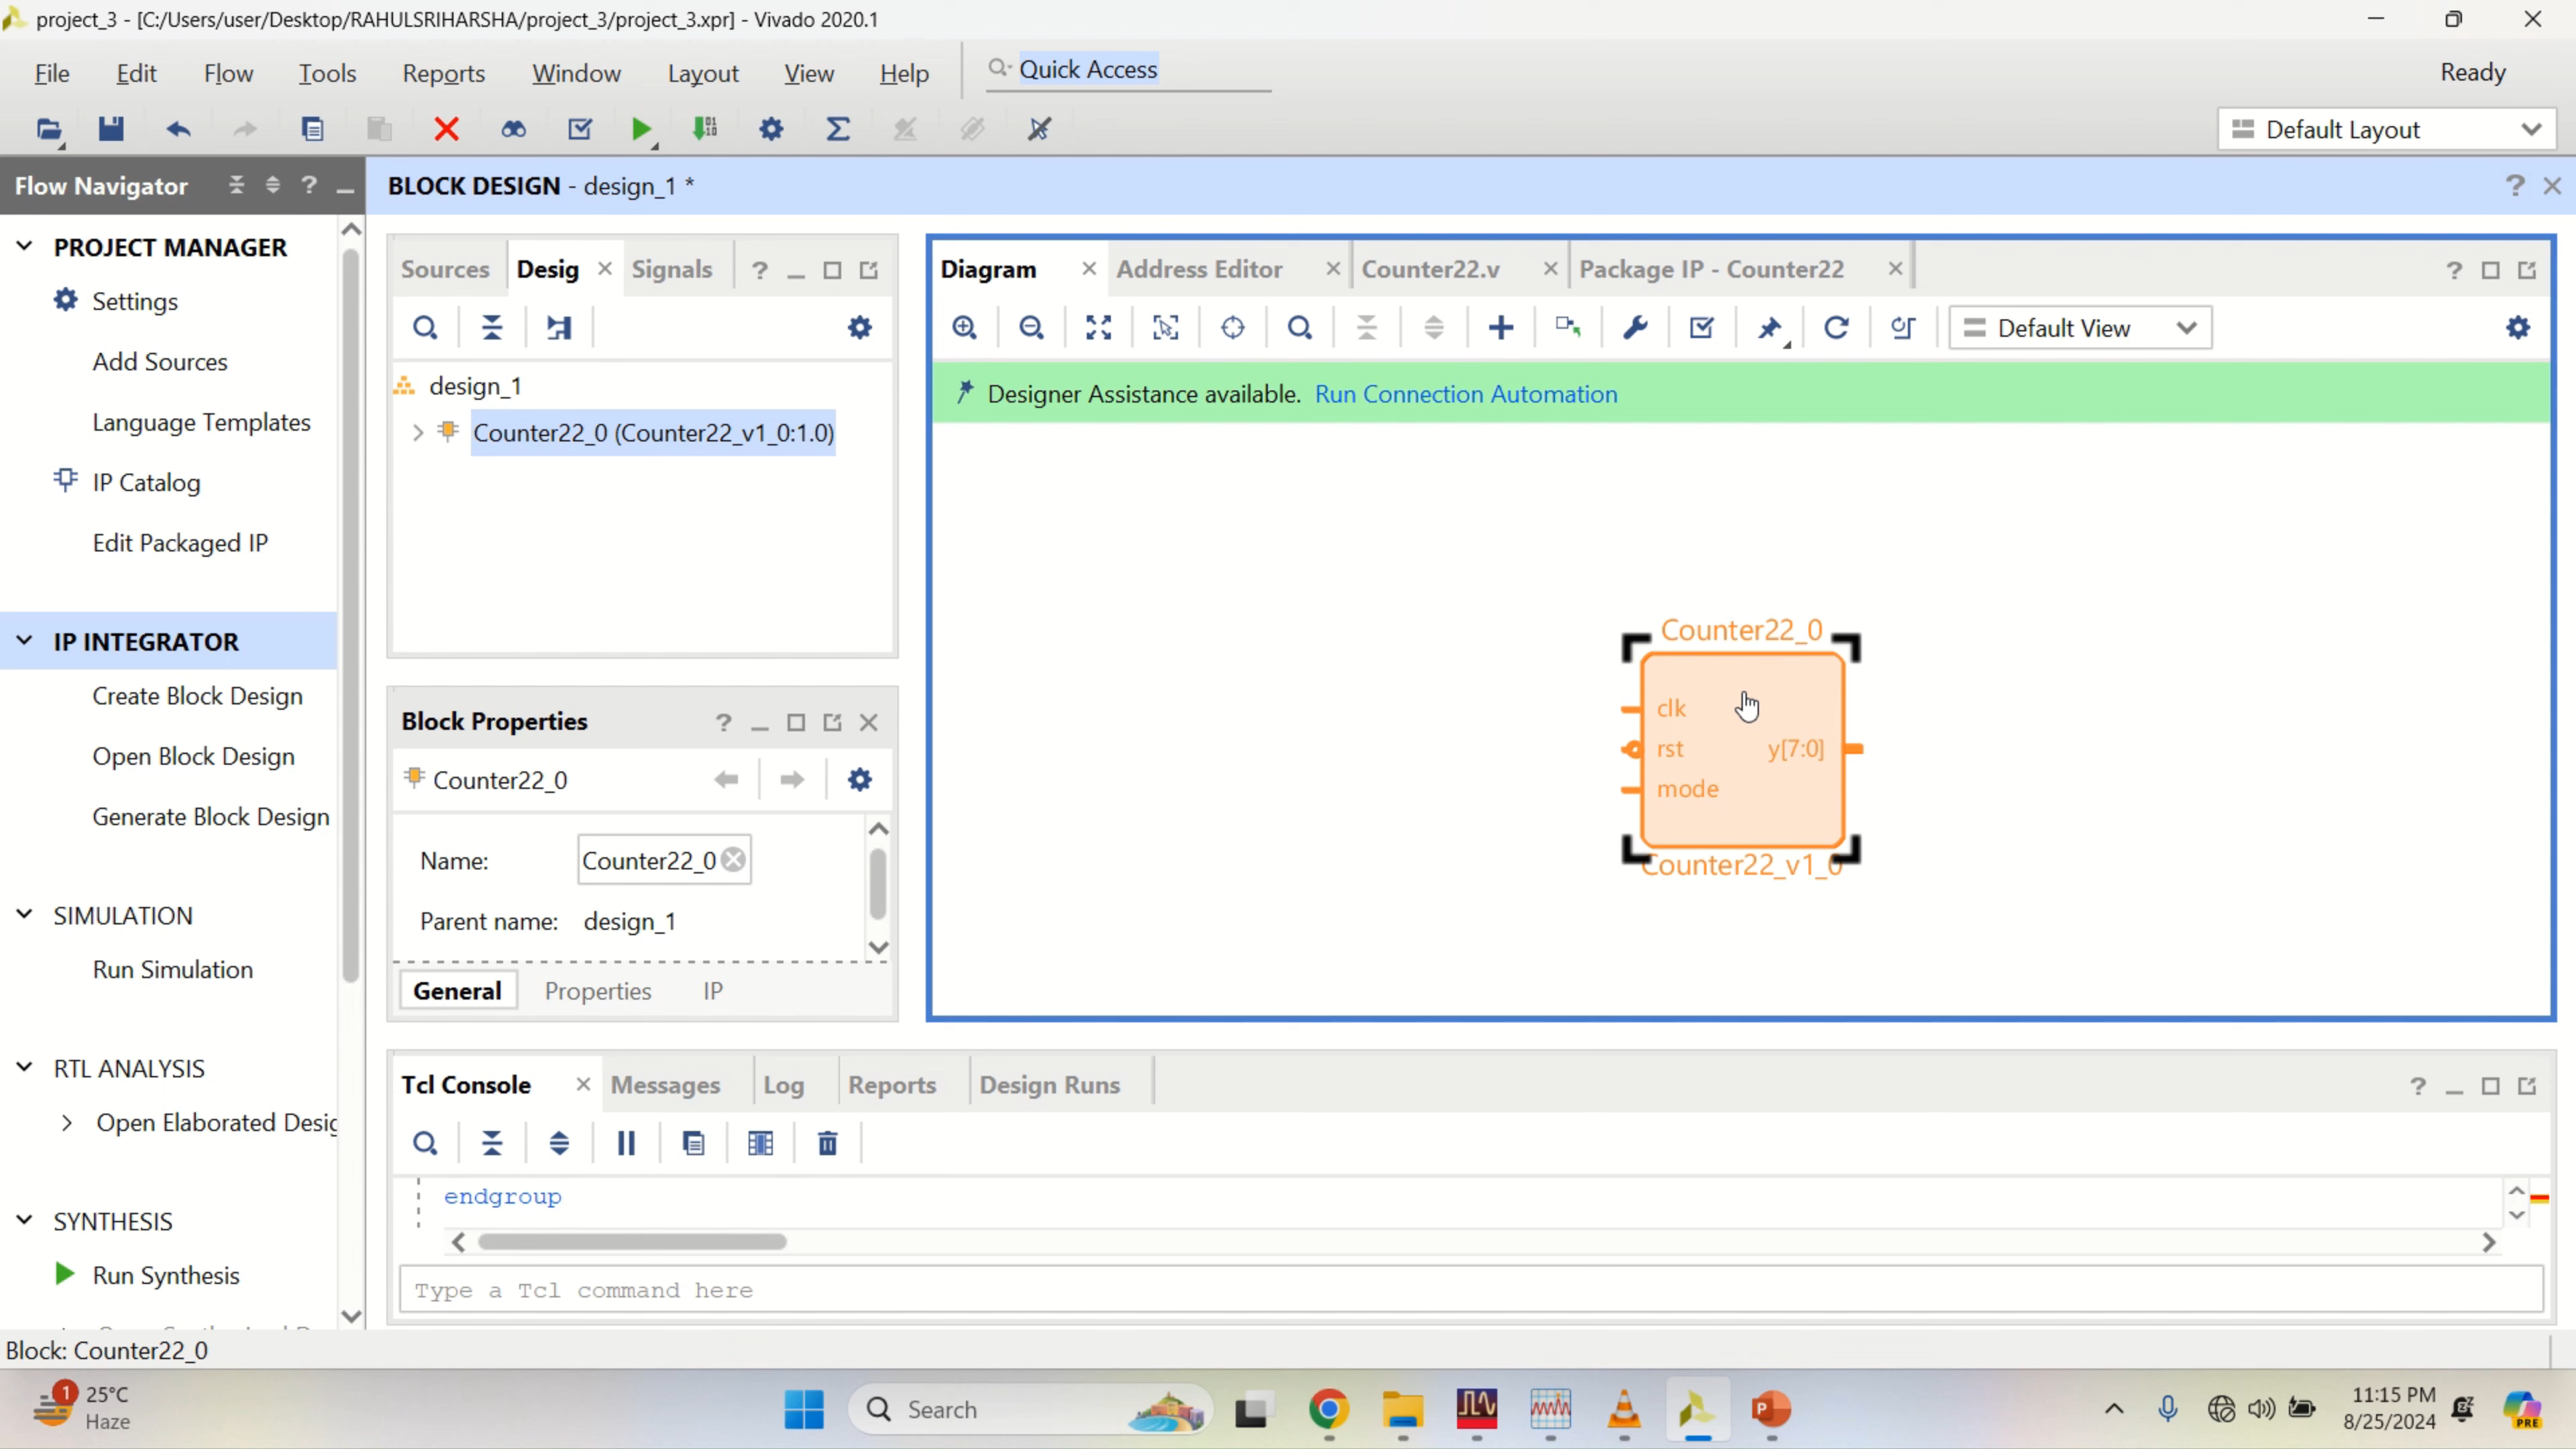 project_3 - [C:/Users/user/Desktop/RAHULSRIHARSHA/project_3/project_3.xpr] - Vivado 2020.1
File Edit Flow Tools Reports Window Layout View Help Quick Access Ready
Default Layout
Flow Navigator ?
BLOCK DESIGN - design_1 * ?
PROJECT MANAGER
Settings
Add Sources
Language Templates
IP Catalog
Edit Packaged IP
IP INTEGRATOR
Create Block Design
Open Block Design
Generate Block Design
SIMULATION
Run Simulation
RTL ANALYSIS
Open Elaborated Desig
SYNTHESIS
Run Synthesis
Sources Desig Signals ?
design_1
Counter22_0 (Counter22_v1_0:1.0)
Block Properties ?
Counter22_0
Name: Counter22_0
Parent name: design_1
General Properties IP
Diagram Address Editor Counter22.v Package IP - Counter22 ?
Default View
Designer Assistance available. Run Connection Automation
Counter22_0
clk
rst y[7:0]
mode
Counter22_v1_0
Tcl Console Messages Log Reports Design Runs ?
endgroup
Type a Tcl command here
Block: Counter22_0
1 25°C
Haze
Search
11:15 PM
8/25/2024
PRE